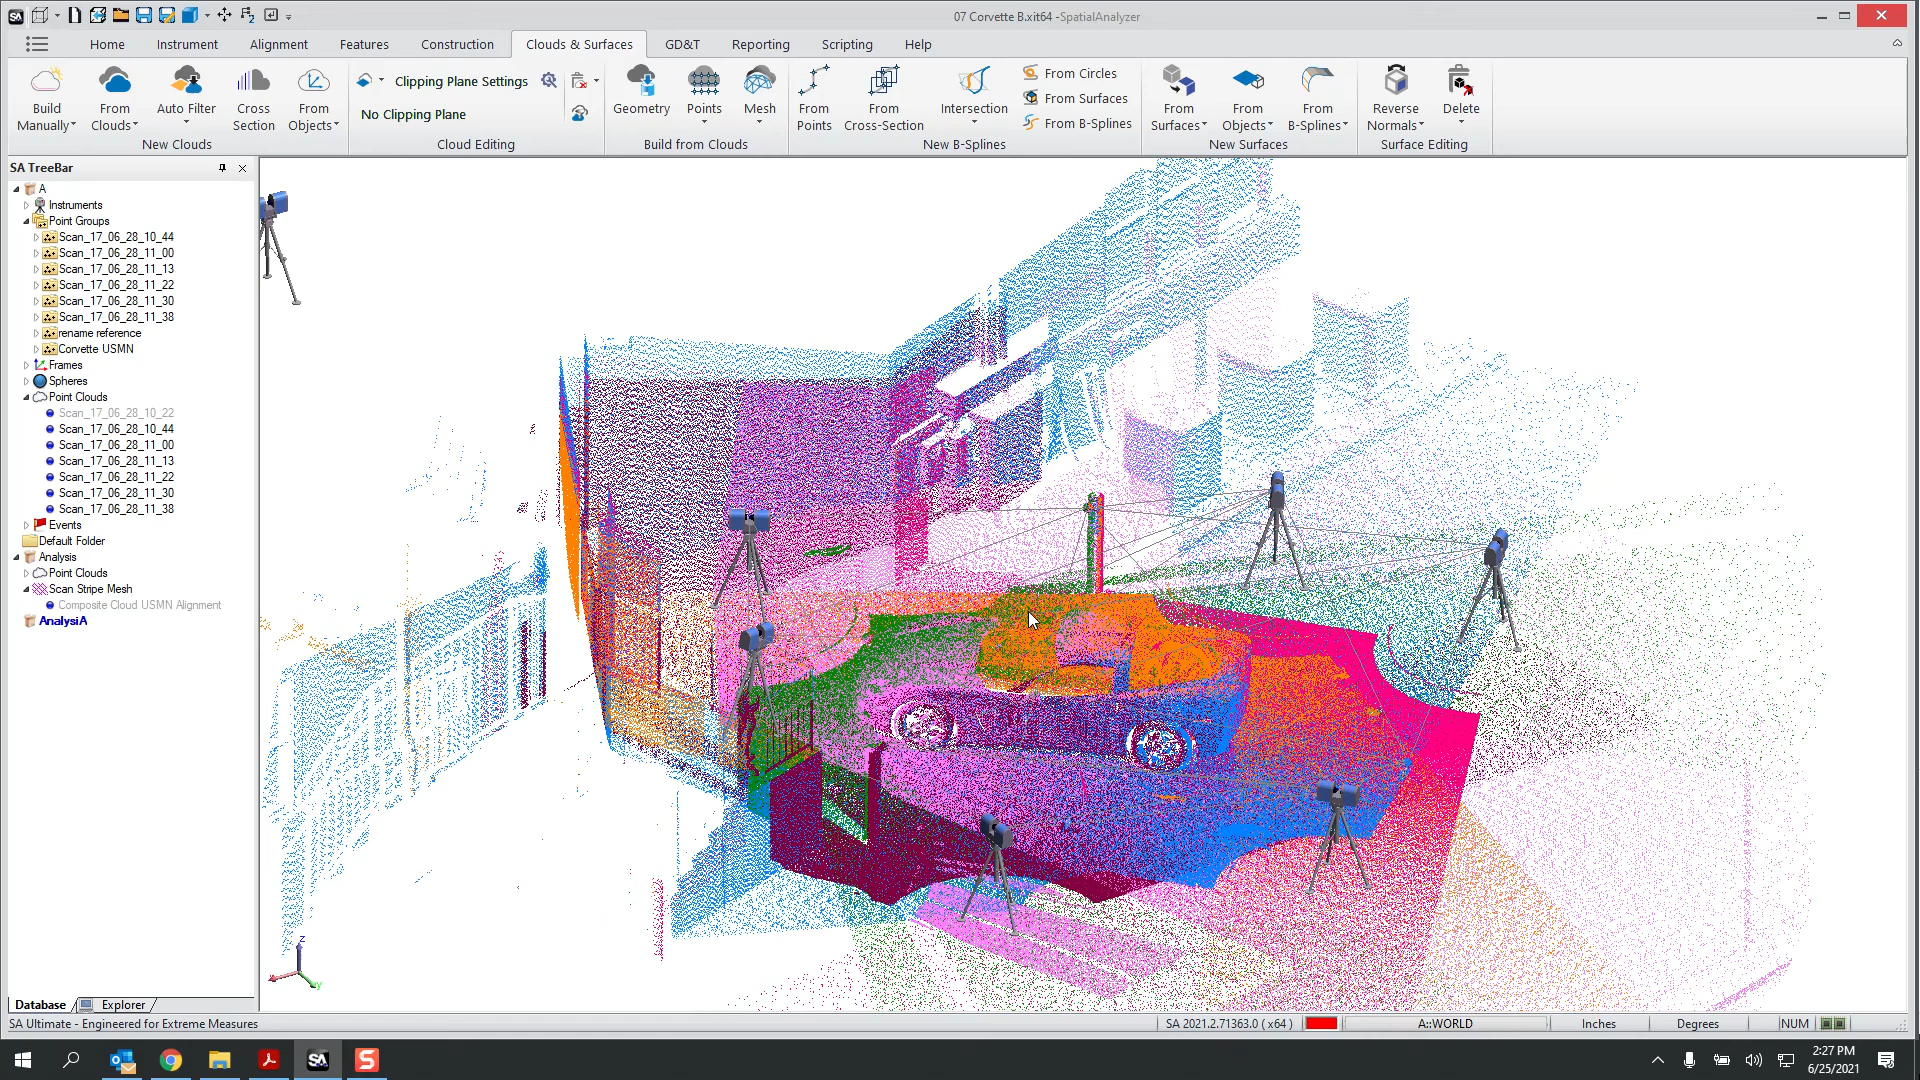 SA
07 Corvette B.xit64 -SpatialAnalyzer
Home Instrument Alignment Features Construction Clouds & Surfaces GD&T Reporting Scripting Help
Build Manually
From Clouds
Auto Filter
Cross Section
From Objects
New Clouds
Clipping Plane Settings
No Clipping Plane
Cloud Editing
Geometry
Points
Mesh
Build from Clouds
From Points
From Cross-Section
Intersection
From Circles
From Surfaces
From B-Splines
New B-Splines
From Surfaces
From Objects
From B-Splines
New Surfaces
Reverse Normals
Delete
Surface Editing
SA TreeBar
A
Instruments
Point Groups
Scan_17_06_28_10_44
Scan_17_06_28_11_00
Scan_17_06_28_11_13
Scan_17_06_28_11_22
Scan_17_06_28_11_30
Scan_17_06_28_11_38
rename reference
Corvette USMN
Frames
Spheres
Point Clouds
Scan_17_06_28_10_22
Scan_17_06_28_10_44
Scan_17_06_28_11_00
Scan_17_06_28_11_13
Scan_17_06_28_11_22
Scan_17_06_28_11_30
Scan_17_06_28_11_38
Events
Default Folder
Analysis
Point Clouds
Scan Stripe Mesh
Composite Cloud USMN Alignment
AnalysiA
Z
Y
Database Explorer
SA Ultimate - Engineered for Extreme Measures
SA 2021.2.71363.0 ( x64 )
A::WORLD
Inches
Degrees
NUM
SA
S
2:27 PM
6/25/2021